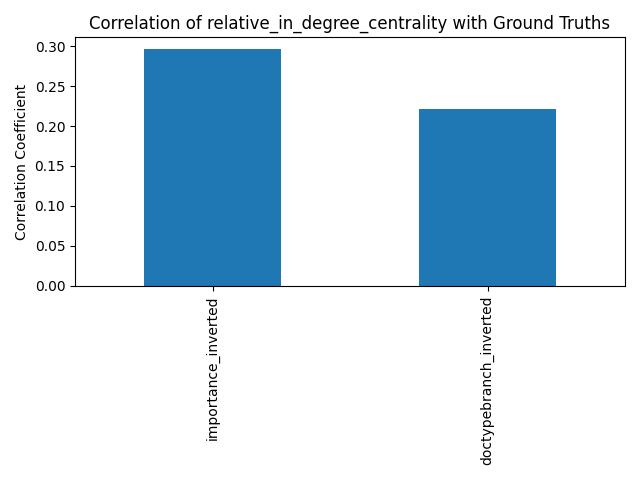 Correlation of relative_in_degree_centrality with Ground Truths
Correlation Coefficient
0.30
0.25
0.20
0.15
0.10
0.05
0.00
importance_inverted
doctypebranch_inverted